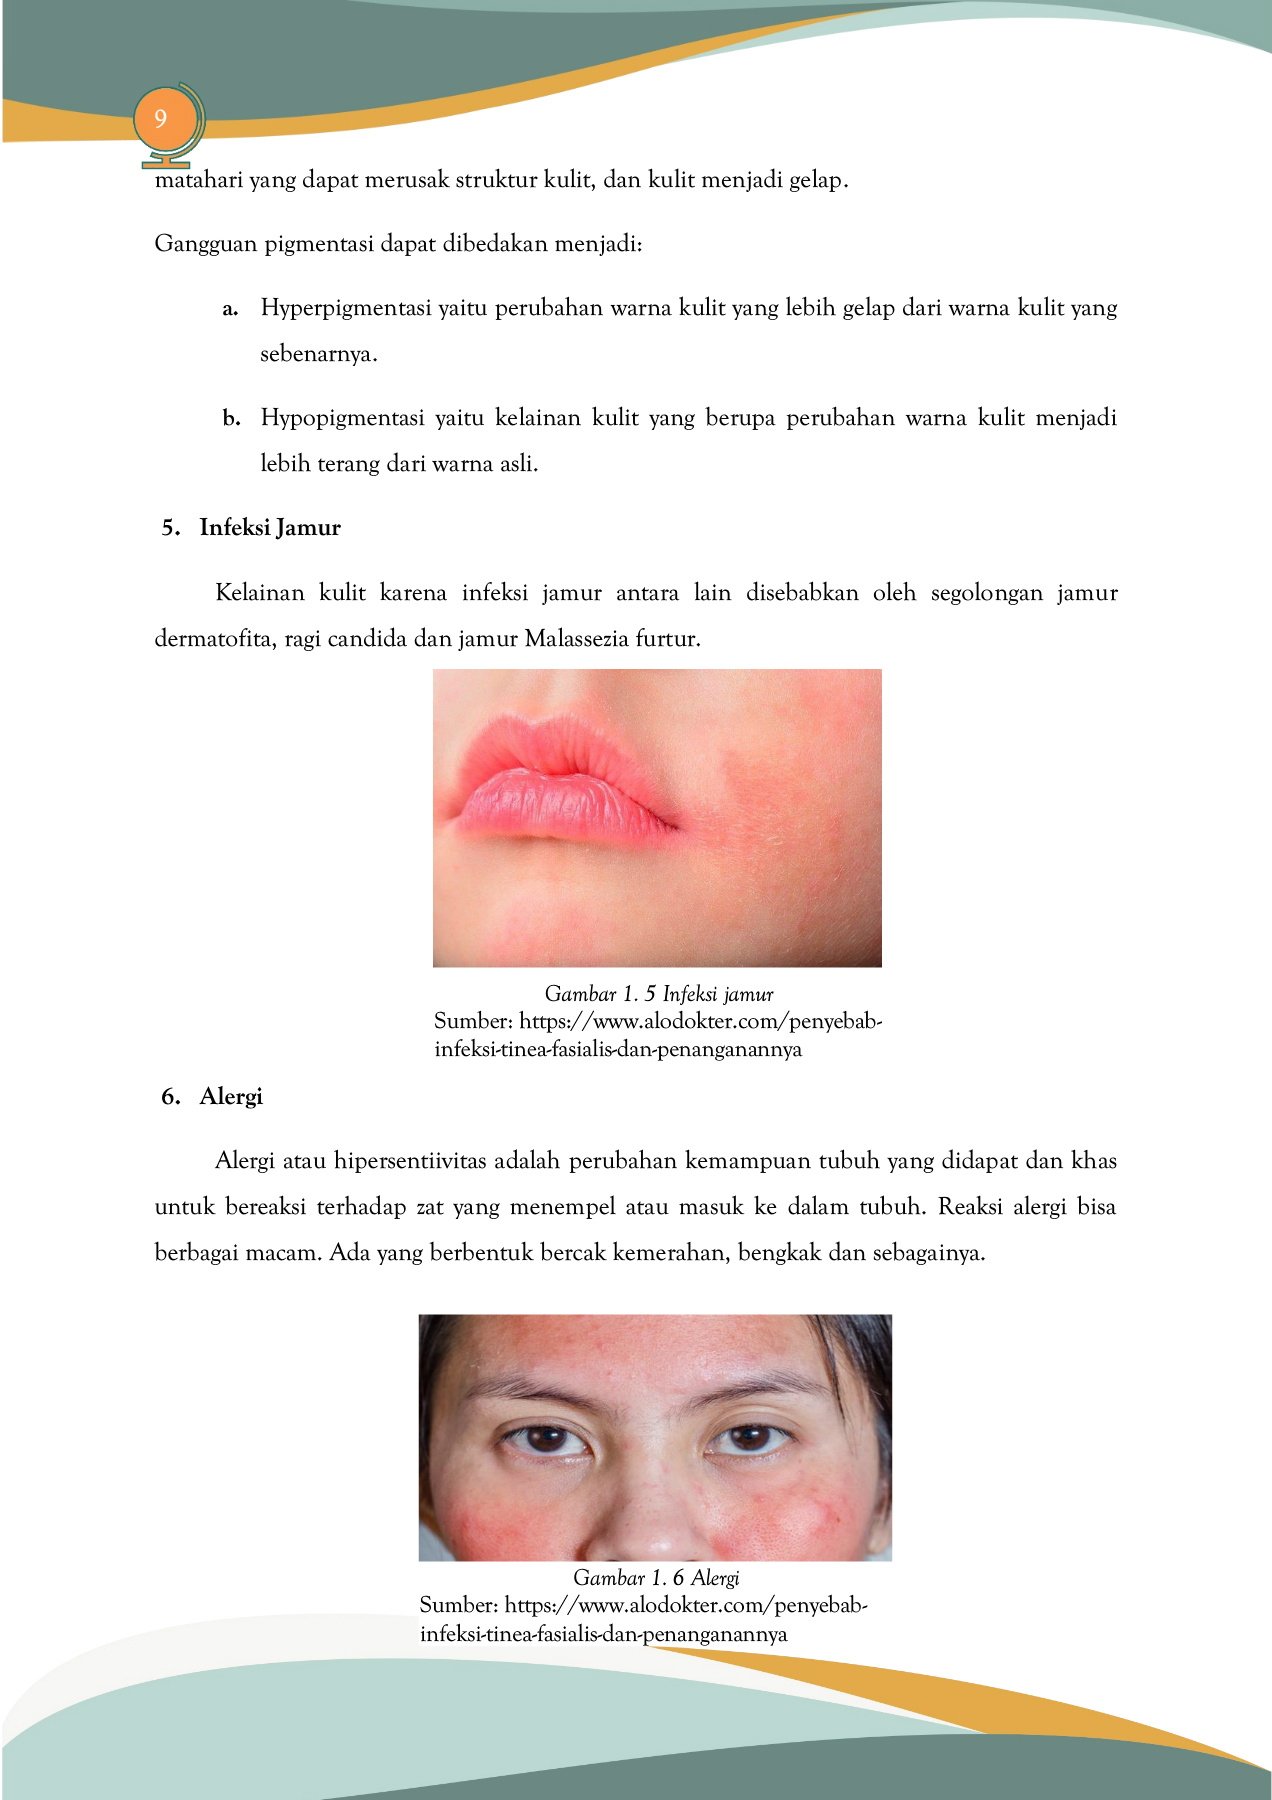 9
matahari yang dapat merusak struktur kulit, dan kulit menjadi gelap.
Gangguan pigmentasi dapat dibedakan menjadi:
a. Hyperpigmentasi yaitu perubahan warna kulit yang lebih gelap dari warna kulit yang
sebenarnya.
b. Hypopigmentasi yaitu kelainan kulit yang berupa perubahan warna kulit menjadi
lebih terang dari warna asli.
5. Infeksi Jamur
Kelainan kulit karena infeksi jamur antara lain disebabkan oleh segolongan jamur
dermatofita, ragi candida dan jamur Malassezia furtur.
Gambar 1. 5 Infeksi jamur
Sumber: https://www.alodokter.com/penyebab-
infeksi-tinea-fasialis-dan-penanganannya
6. Alergi
Alergi atau hipersentiivitas adalah perubahan kemampuan tubuh yang didapat dan khas
untuk bereaksi terhadap zat yang menempel atau masuk ke dalam tubuh. Reaksi alergi bisa
berbagai macam. Ada yang berbentuk bercak kemerahan, bengkak dan sebagainya.
Gambar 1. 6 Alergi
Sumber: https://www.alodokter.com/penyebab-
infeksi-tinea-fasialis-dan-penanganannya